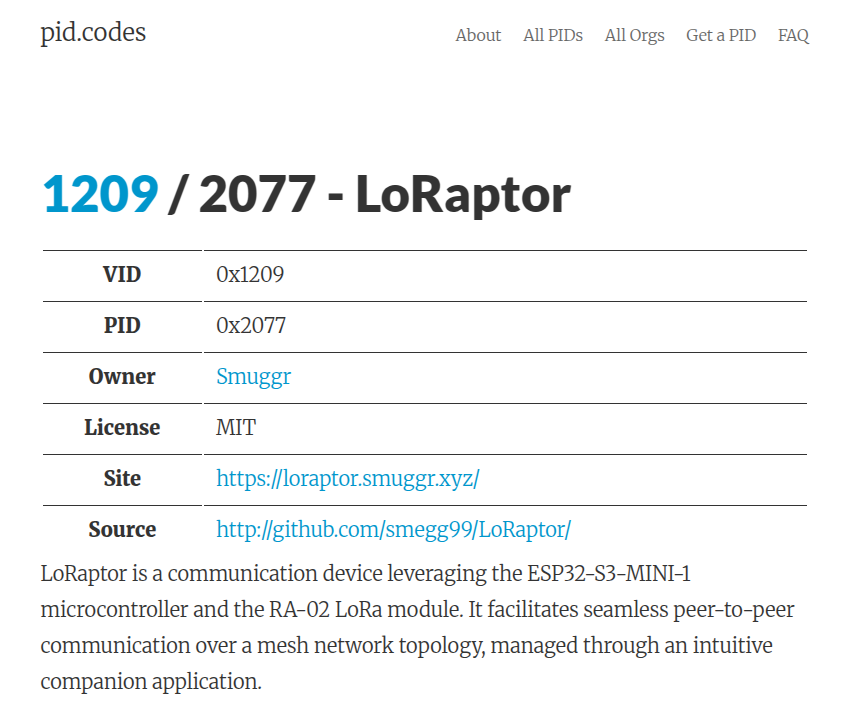 pid.codes
About All PIDs All Orgs Get a PID FAQ
1209 / 2077 - LoRaptor
VID 0x1209
PID 0x2077
Owner Smuggr
License MIT
Site https://loraptor.smuggr.xyz/
Source http://github.com/smegg99/LoRaptor/
LoRaptor is a communication device leveraging the ESP32-S3-MINI-1
microcontroller and the RA-02 LoRa module. It facilitates seamless peer-to-peer
communication over a mesh network topology, managed through an intuitive
companion application.